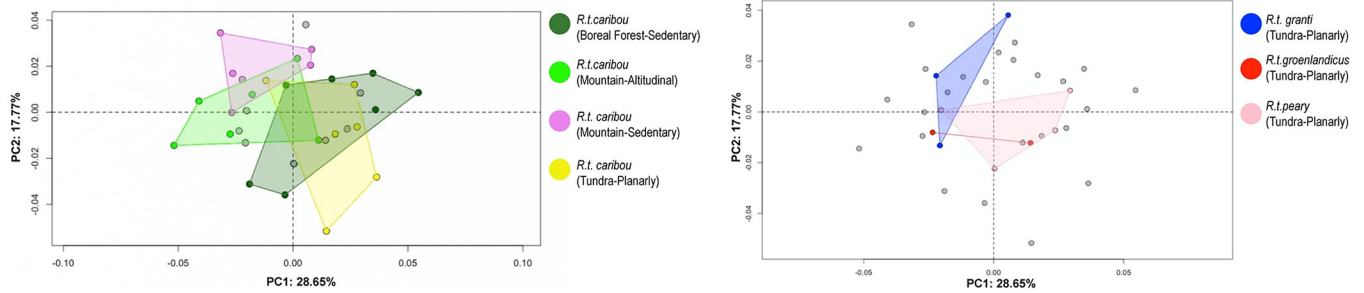 0.04
0.02
0.00
-0.02
-0.04
PC2: 17.77%
-0.10
-0.05
0.00
0.05
0.10
PC1: 28.65%
R.t.caribou
(Boreal Forest-Sedentary)
R.t.caribou
(Mountain-Altitudinal)
R.t. caribou
(Mountain-Sedentary)
R.t. caribou
(Tundra-Planarly)
0.04
0.02
0.00
-0.02
-0.04
PC2: 17.77%
-0.05
0.00
0.05
PC1: 28.65%
R.t. granti
(Tundra-Planarly)
R.t.groenlandicus
(Tundra-Planarly)
R.t.peary
(Tundra-Planarly)